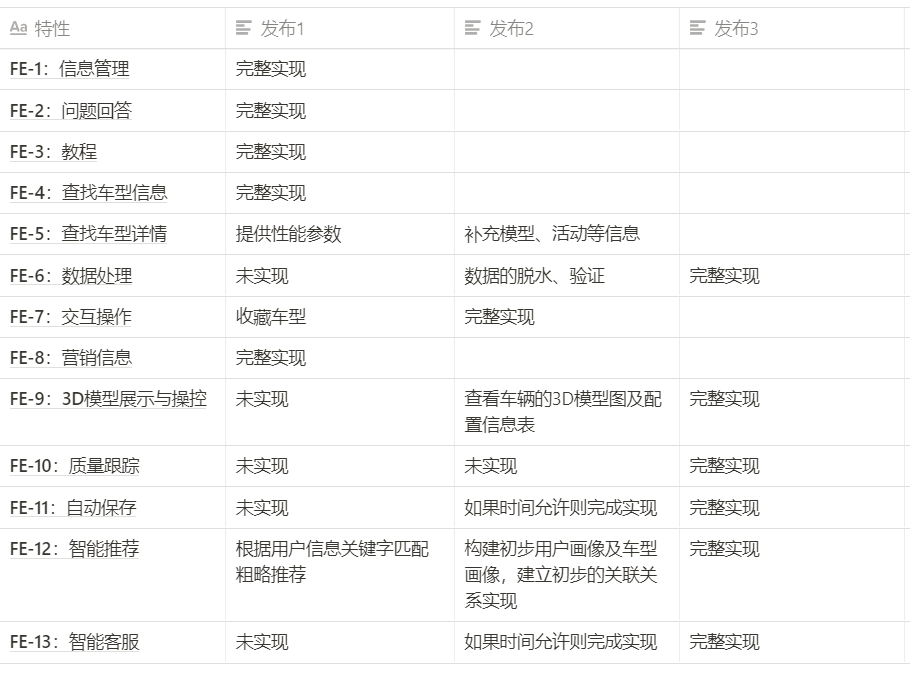 Aa 特性 发布1 发布2 发布3
FE-1：信息管理 完整实现
FE-2：问题回答 完整实现
FE-3：教程 完整实现
FE-4：查找车型信息 完整实现
FE-5：查找车型详情 提供性能参数 补充模型、活动等信息
FE-6：数据处理 未实现 数据的脱水、验证 完整实现
FE-7：交互操作 收藏车型 完整实现
FE-8：营销信息 完整实现
FE-9：3D模型展示与操控 未实现 查看车辆的3D模型图及配 完整实现
置信息表
FE-10：质量跟踪 未实现 未实现 完整实现
FE-11：自动保存 未实现 如果时间允许则完成实现 完整实现
FE-12：智能推荐 根据用户信息关键字匹配 构建初步用户画像及车型 完整实现
粗略推荐 画像，建立初步的关联关
系实现
FE-13：智能客服 未实现 如果时间允许则完成实现 完整实现